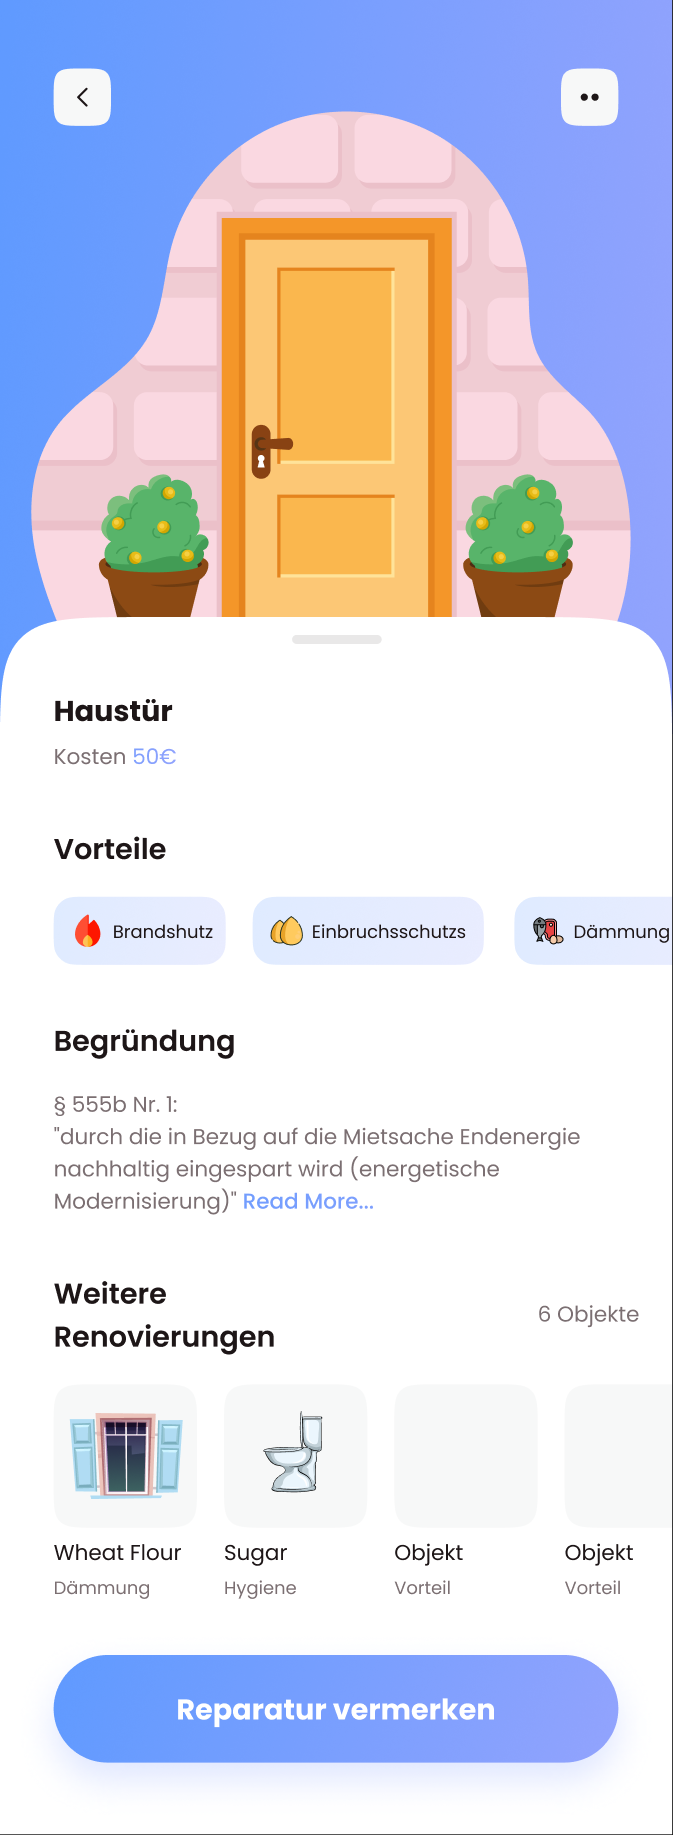 Haustür
Kosten 50€
Vorteile
Brandshutz
Einbruchsschutzs
Dämmung
Begründung
§ 555b Nr. 1:
"durch die in Bezug auf die Mietsache Endenergie
nachhaltig eingespart wird (energetische
Modernisierung)" Read More...
Weitere
Renovierungen
6 Objekte
Wheat Flour
Sugar
Objekt
Objekt
Dämmung
Hygiene
Vorteil
Vorteil
Reparatur vermerken